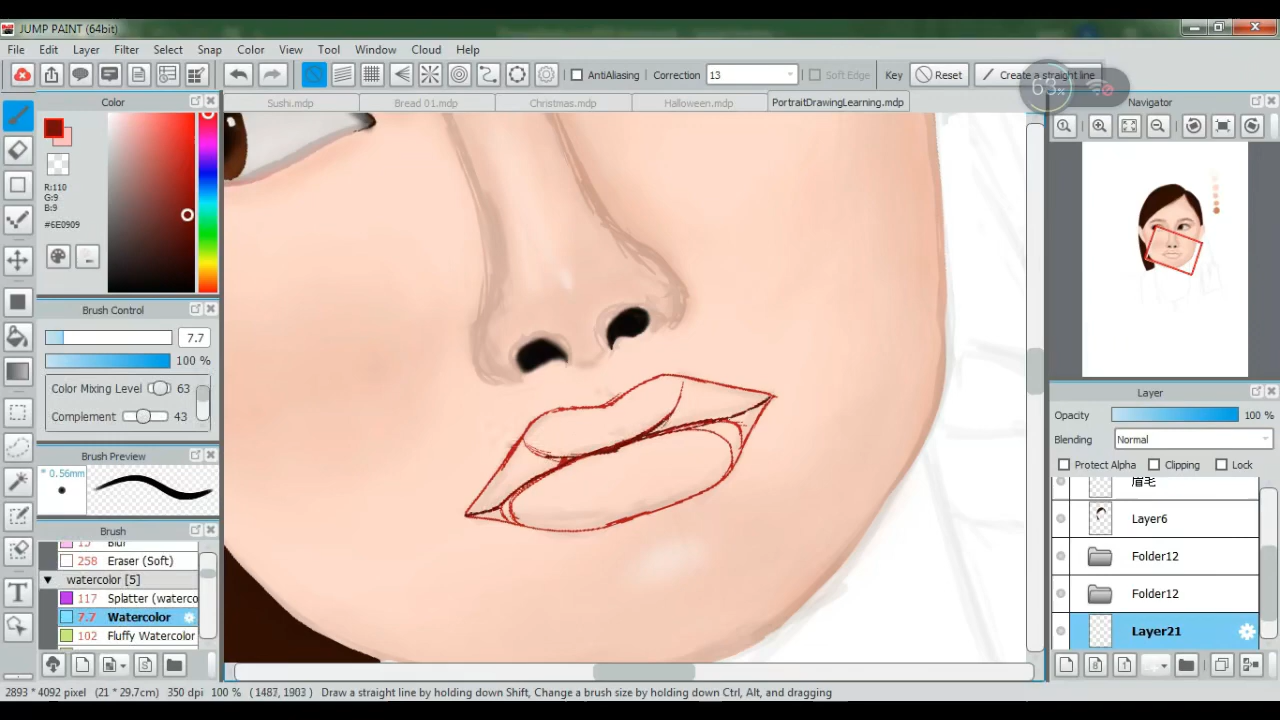 JUMP PAINT (64bit)
File Edit Layer Filter Select Snap Color View Tool Window Cloud Help
AntiAliasing Correction 13 Soft Edge Key Reset Create a straight line
63%
Color Sushi.mdp Bread 01.mdp Christmas.mdp Halloween.mdp PortraitDrawingLearning.mdp Navigator
R:110
G:9
B:9
#6E0909
Brush Control
7.7
100 %
Color Mixing Level 63
Complement 43
Brush Preview
* 0.56mm
Brush
15 Blur
258 Eraser (Soft)
watercolor [5]
117 Splatter (waterco
7.7 Watercolor
102 Fluffy Watercolor
Layer
Opacity 100 %
Blending Normal
Protect Alpha Clipping Lock
眉毛
Layer6
Folder12
Folder12
Layer21
2893 * 4092 pixel (21 * 29.7cm) 350 dpi 100 % (1487, 1903) Draw a straight line by holding down Shift, Change a brush size by holding down Ctrl, Alt, and dragging